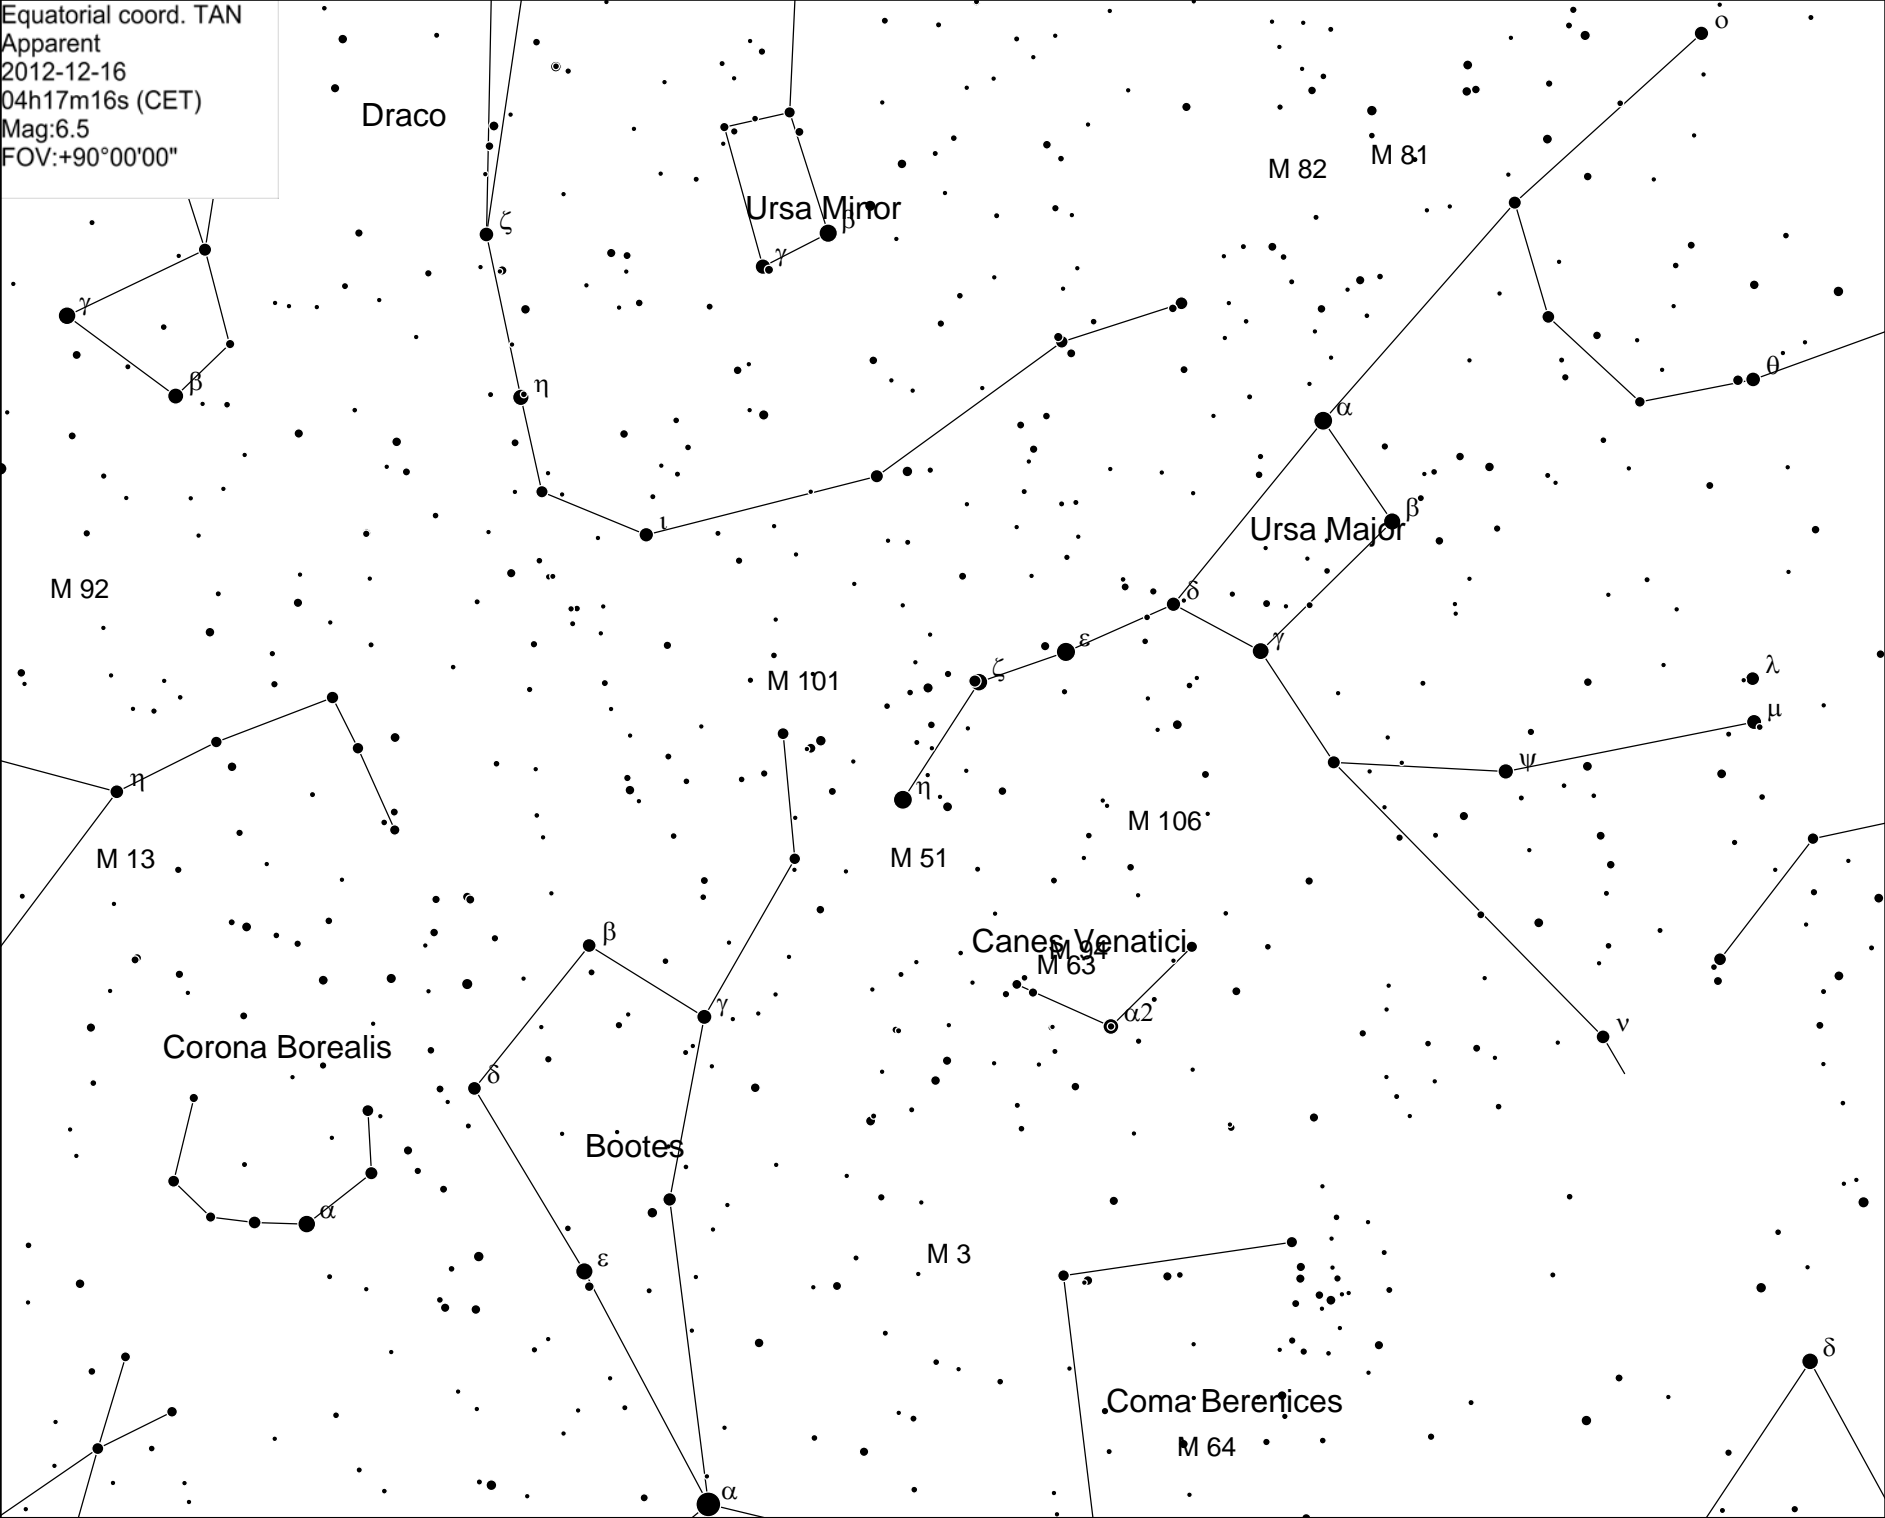 Equatorial coord. TAN
Apparent
2012-12-16
04h17m16s (CET)
Mag:6.5
FOV:+90°00'00"
ο
Draco
M 81
M 82
Ursa Minor
β
ζ
γ
γ
θ
β
η
α
β
Ursa Major
ι
M 92
δ
ε
γ
ζ
λ
M 101
μ
ψ
η
η
M 106
M 13
M 51
β
Canes Venatici
M 94
M 63
γ
α2
ν
Corona Borealis
δ
Bootes
α
M 3
ε
δ
Coma Berenices
M 64
α